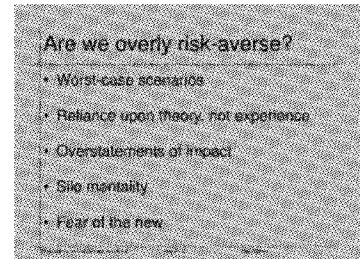 Are we overly risk-averse?
• Worst-case scenarios
• Reliance upon theory, not experience
• Overstatements of impact
• Silo mentality
• Fear of the new